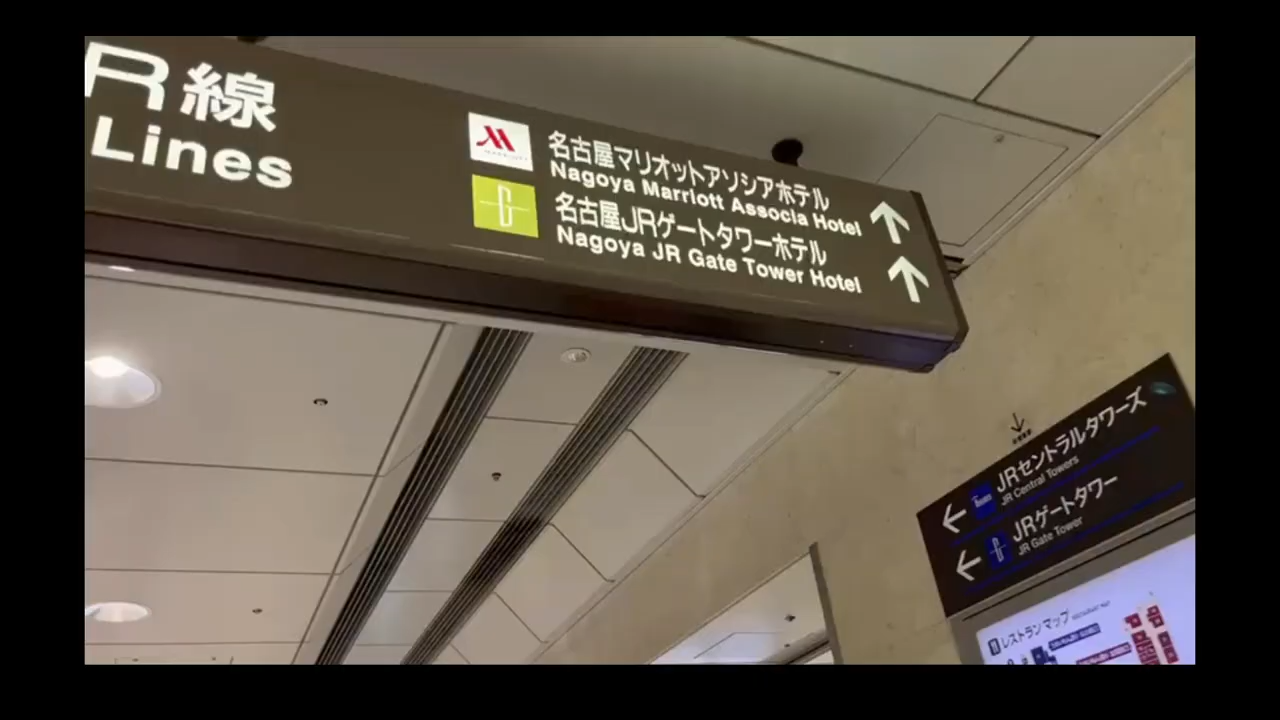 R線
Lines
名古屋マリオットアソシアホテル
Nagoya Marriott Associa Hotel
名古屋JRゲートタワーホテル
Nagoya JR Gate Tower Hotel
JRセントラルタワーズ
JR Central Towers
JRゲートタワー
JR Gate Tower
レストランマップ